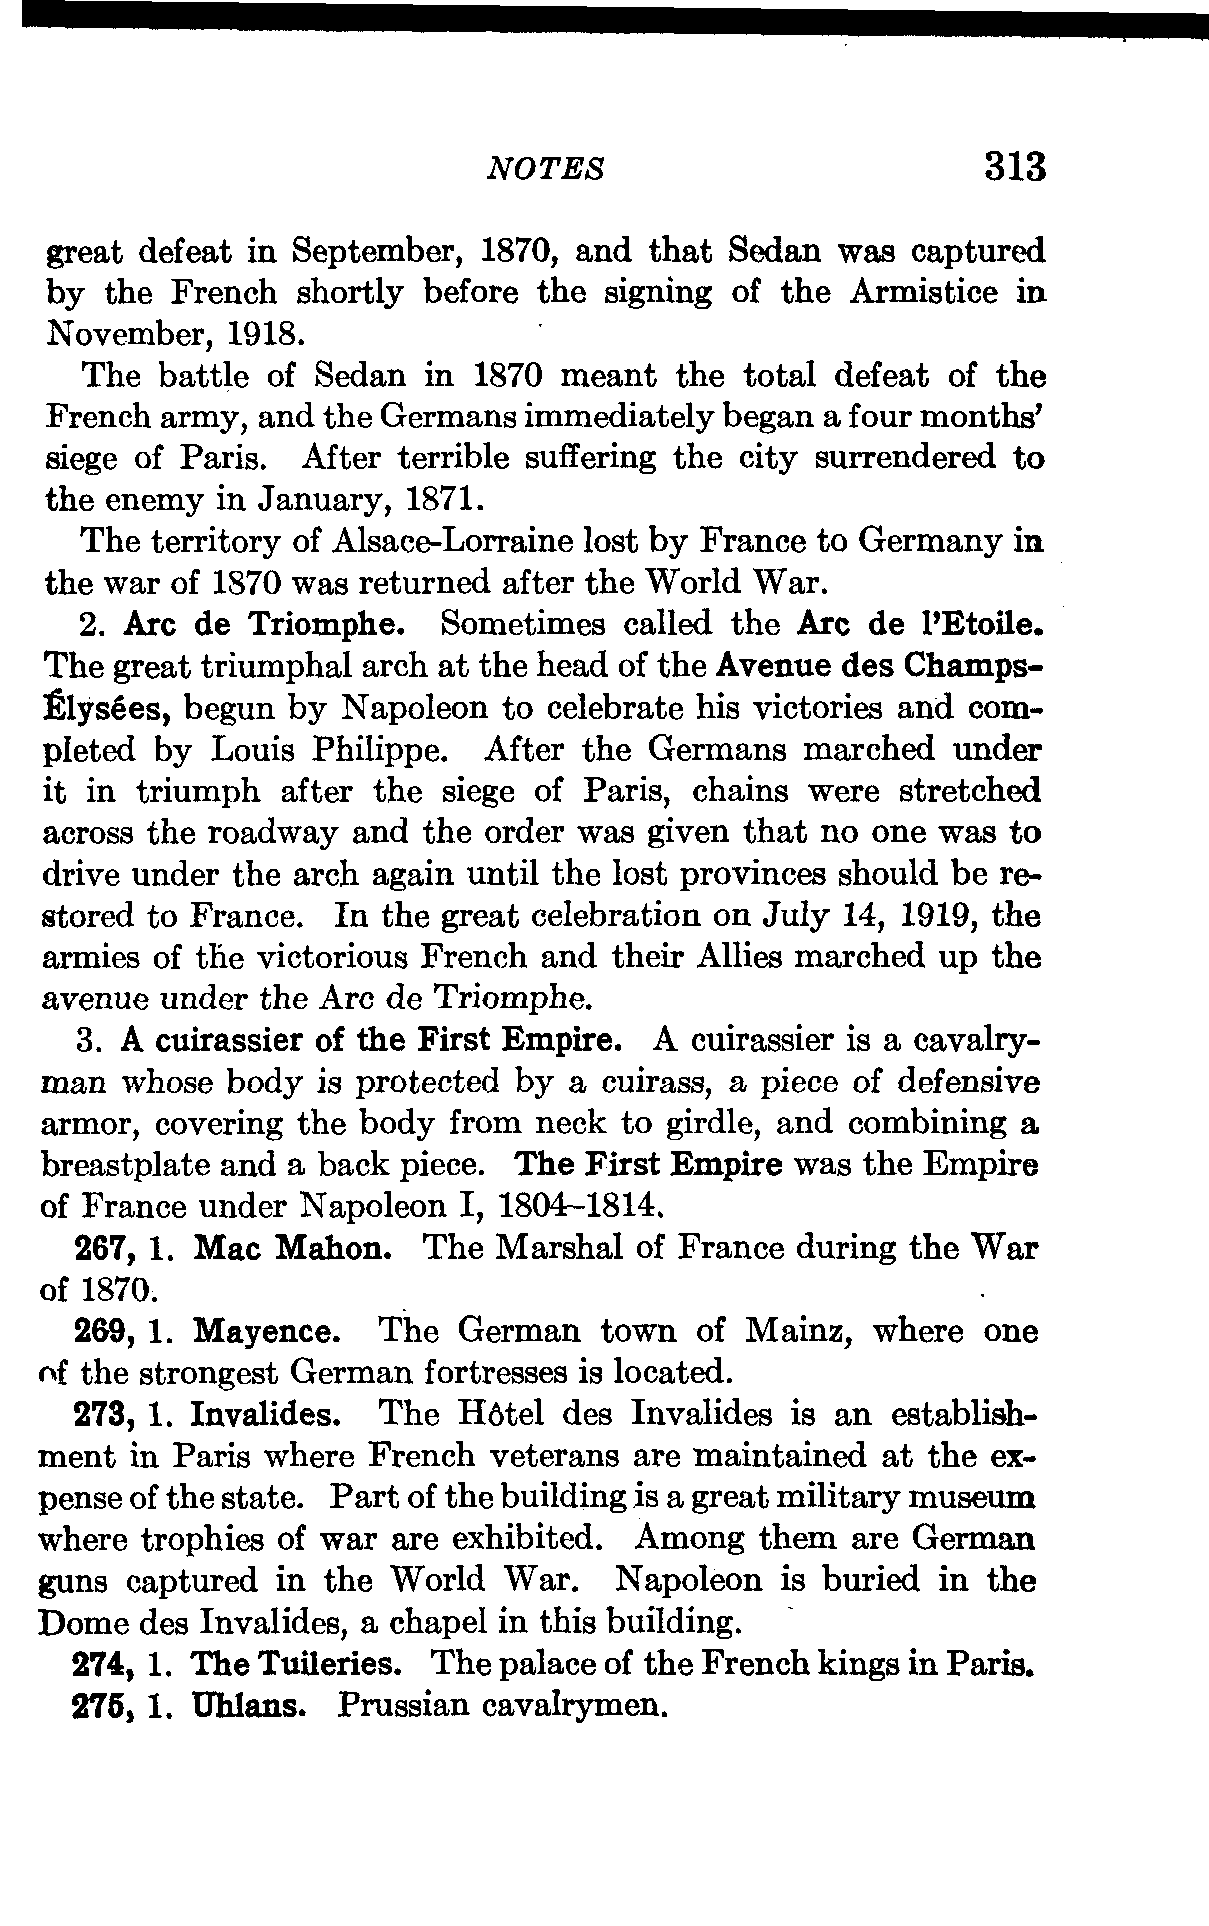 NOTES 313
great defeat in September, 1870, and that Sedan was captured
by the French shortly before the signing of the Armistice in
November, 1918.
The battle of Sedan in 1870 meant the total defeat of the
French army, and the Germans immediately began a four months'
siege of Paris. After terrible suffering the city surrendered to
the enemy in January, 1871.
The territory of Alsace-Lorraine lost by France to Germany in
the war of 1870 was returned after the World War.
2. Arc de Triomphe. Sometimes called the Arc de l'Etoile.
The great triumphal arch at the head of the Avenue des Champs-
Élysées, begun by Napoleon to celebrate his victories and com-
pleted by Louis Philippe. After the Germans marched under
it in triumph after the siege of Paris, chains were stretched
across the roadway and the order was given that no one was to
drive under the arch again until the lost provinces should be re-
stored to France. In the great celebration on July 14, 1919, the
armies of the victorious French and their Allies marched up the
avenue under the Arc de Triomphe.
3. A cuirassier of the First Empire. A cuirassier is a cavalry-
man whose body is protected by a cuirass, a piece of defensive
armor, covering the body from neck to girdle, and combining a
breastplate and a back piece. The First Empire was the Empire
of France under Napoleon I, 1804–1814.
267, 1. Mac Mahon. The Marshal of France during the War
of 1870.
269, 1. Mayence. The German town of Mainz, where one
of the strongest German fortresses is located.
273, 1. Invalides. The Hôtel des Invalides is an establish-
ment in Paris where French veterans are maintained at the ex-
pense of the state. Part of the building is a great military museum
where trophies of war are exhibited. Among them are German
guns captured in the World War. Napoleon is buried in the
Dome des Invalides, a chapel in this building.
274, 1. The Tuileries. The palace of the French kings in Paris.
275, 1. Uhlans. Prussian cavalrymen.